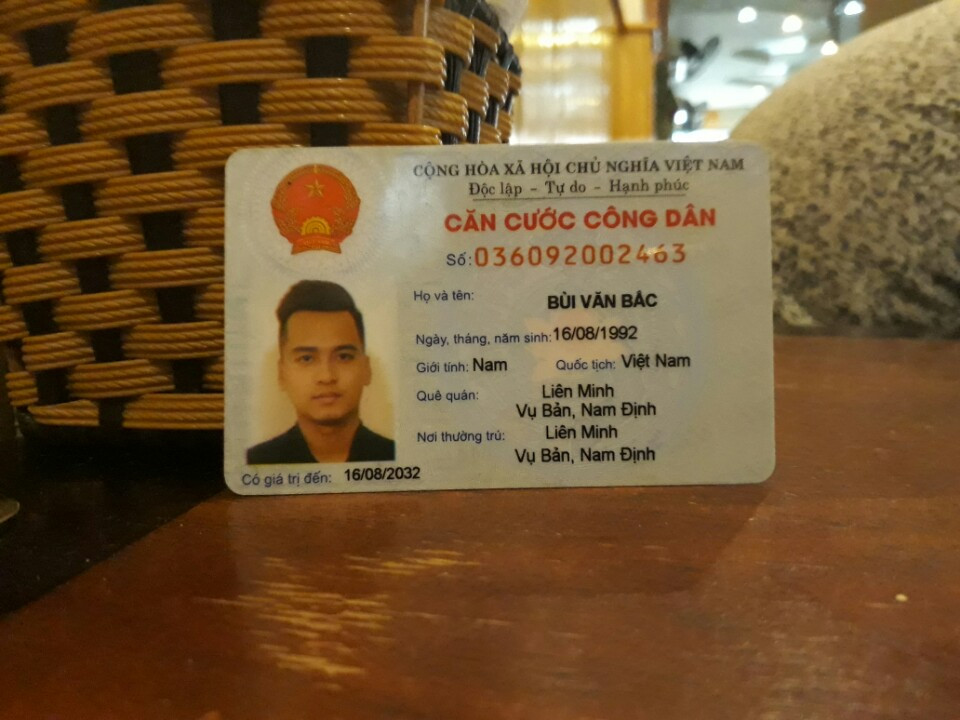 CỘNG HÒA XÃ HỘI CHỦ NGHĨA VIỆT NAM
Độc lập - Tự do - Hạnh phúc
CĂN CƯỚC CÔNG DÂN
Số: 036092002463
Họ và tên: BÙI VĂN BẮC
Ngày, tháng, năm sinh: 16/08/1992
Giới tính: Nam Quốc tịch: Việt Nam
Quê quán: Liên Minh
Vụ Bản, Nam Định
Nơi thường trú: Liên Minh
Vụ Bản, Nam Định
Có giá trị đến: 16/08/2032